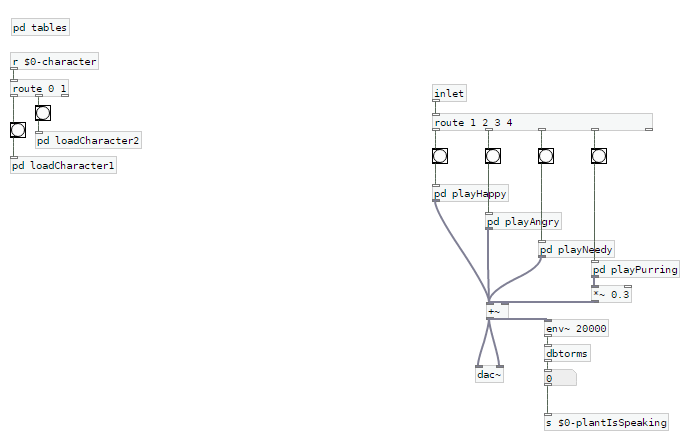 pd tables
r $0-character
route 0 1
pd loadCharacter2
pd loadCharacter1
inlet
route 1 2 3 4
pd playHappy
pd playAngry
pd playNeedy
pd playPurring
*~ 0.3
+~
env~ 20000
dbtorms
dac~
0
s $0-plantIsSpeaking